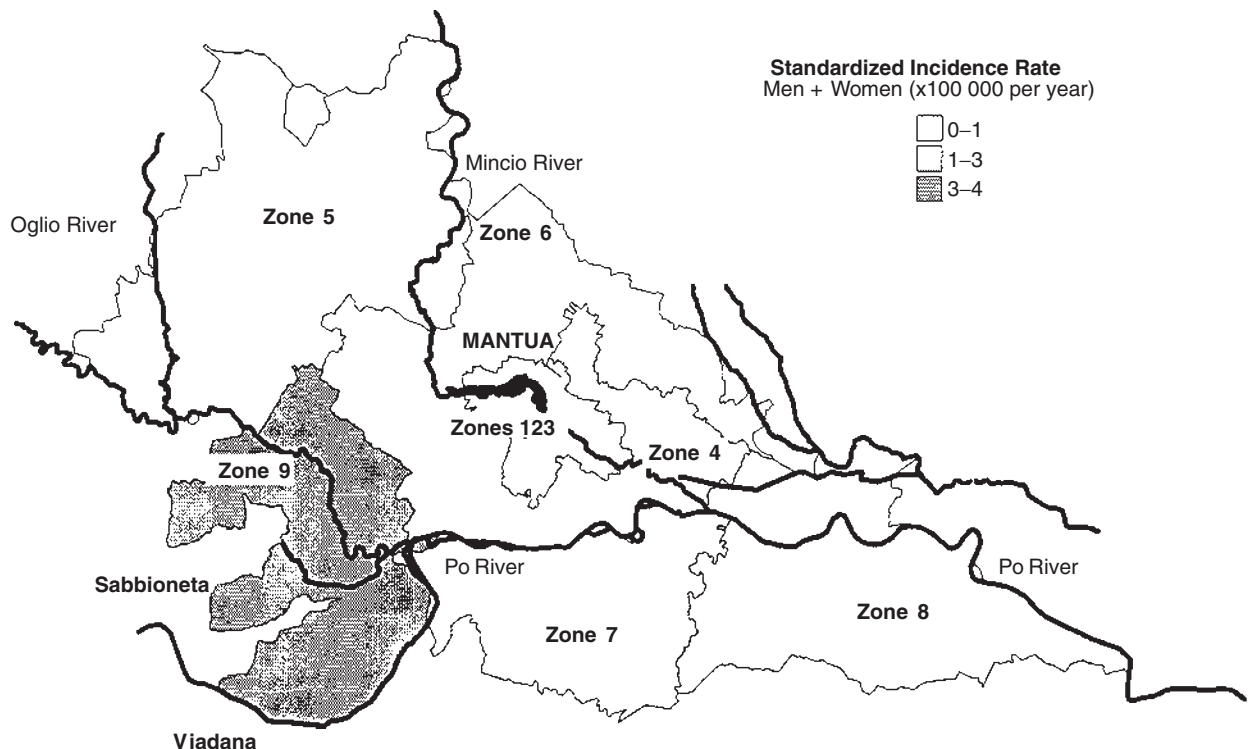 Standardized Incidence Rate
Men + Women (x100 000 per year)
0–1
1–3
3–4
Mincio River
Oglio River
Zone 5
Zone 6
MANTUA
Zones 123
Zone 4
Zone 9
Sabbioneta
Po River
Po River
Zone 8
Zone 7
Viadana